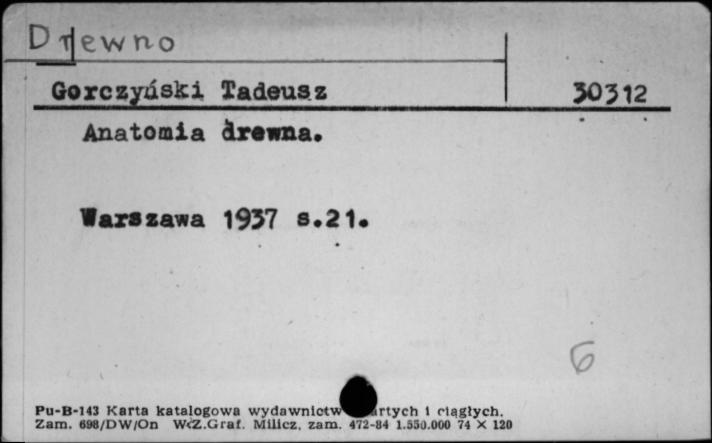 Drewno
Gorczyński Tadeusz 30312
Anatomia drewna.
Warszawa 1937 s.21.
6
Pu-B-143 Karta katalogowa wydawnictw i ciągłych.
Zam. 698/DW/On WZ.Graf. Milicz, zam. 472-84 1.550.000 74 × 120